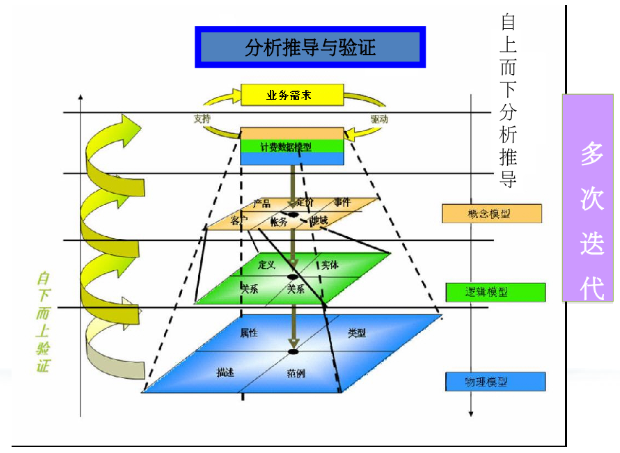 分析推导与验证
自上而下分析推导
业务需求
支持
驱动
计费数据模型
多次迭代
产品
定价
事件
客户
帐务
概念模型
定义
实体
关系
关系
逻辑模型
自下而上验证
属性
类型
描述
范例
物理模型